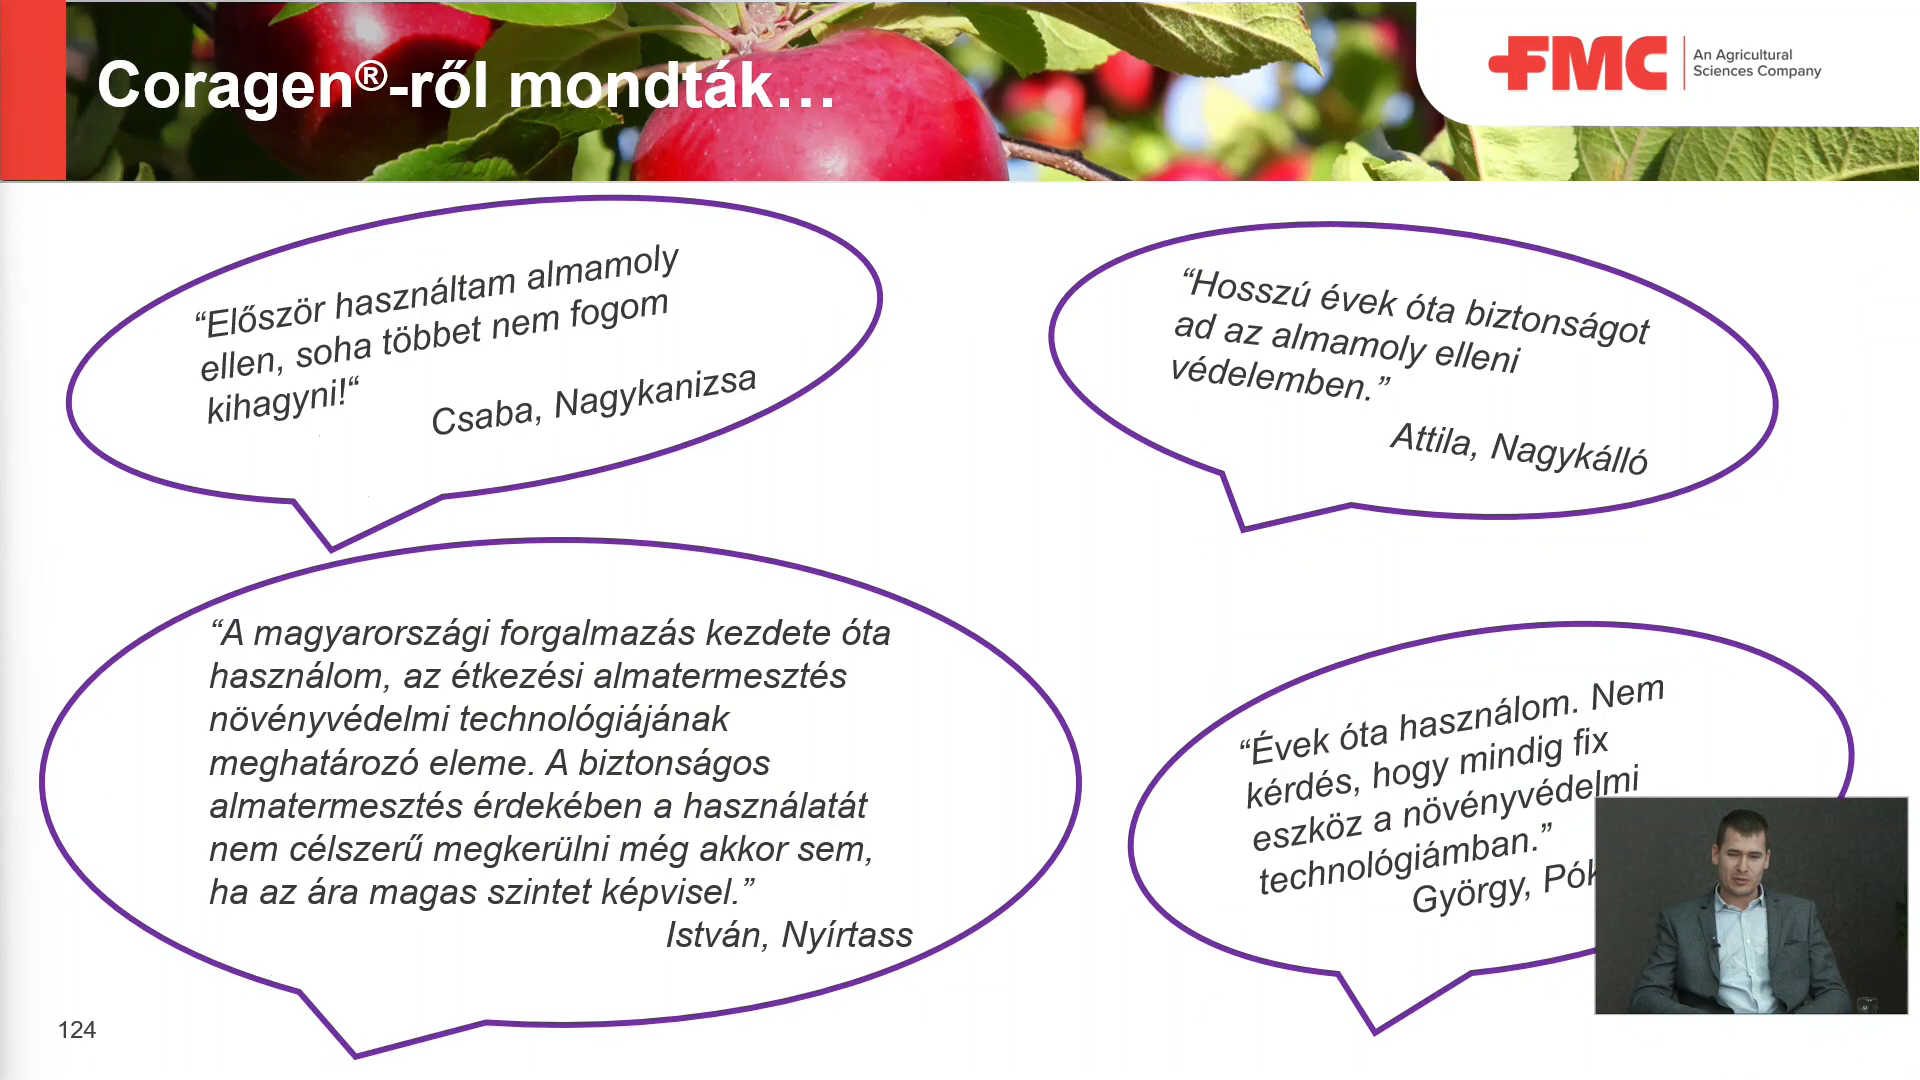 Coragen®-ről mondták…
FMC
An Agricultural
Sciences Company
“Először használtam almamoly
ellen, soha többet nem fogom
kihagyni!“
Csaba, Nagykanizsa
“Hosszú évek óta biztonságot
ad az almamoly elleni
védelemben.”
Attila, Nagykálló
“A magyarországi forgalmazás kezdete óta
használom, az étkezési almatermesztés
növényvédelmi technológiájának
meghatározó eleme. A biztonságos
almatermesztés érdekében a használatát
nem célszerű megkerülni még akkor sem,
ha az ára magas szintet képvisel.”
István, Nyírtass
“Évek óta használom. Nem
kérdés, hogy mindig fix
eszköz a növényvédelmi
technológiámban.”
György,
124